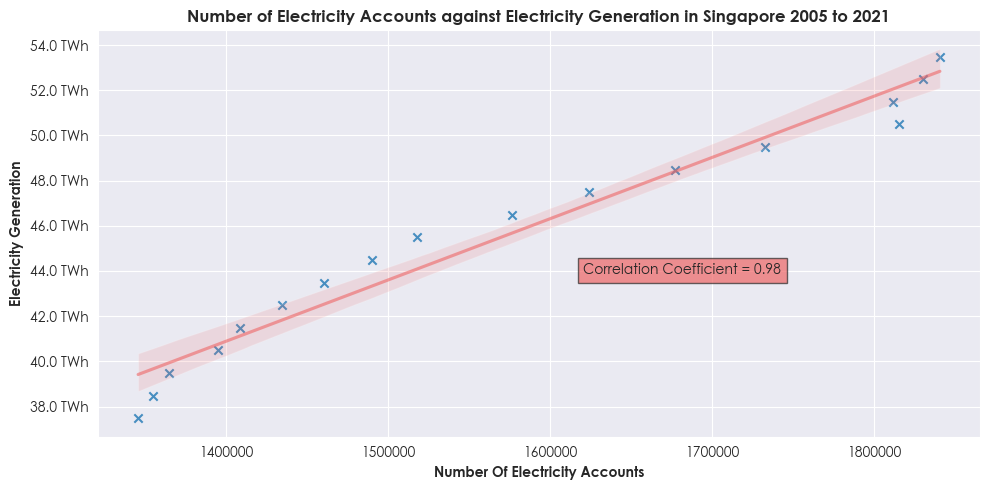 Number of Electricity Accounts against Electricity Generation in Singapore 2005 to 2021
54.0 TWh
52.0 TWh
50.0 TWh
48.0 TWh
46.0 TWh
44.0 TWh
42.0 TWh
40.0 TWh
38.0 TWh
Electricity Generation
Correlation Coefficient = 0.98
1400000 1500000 1600000 1700000 1800000
Number Of Electricity Accounts